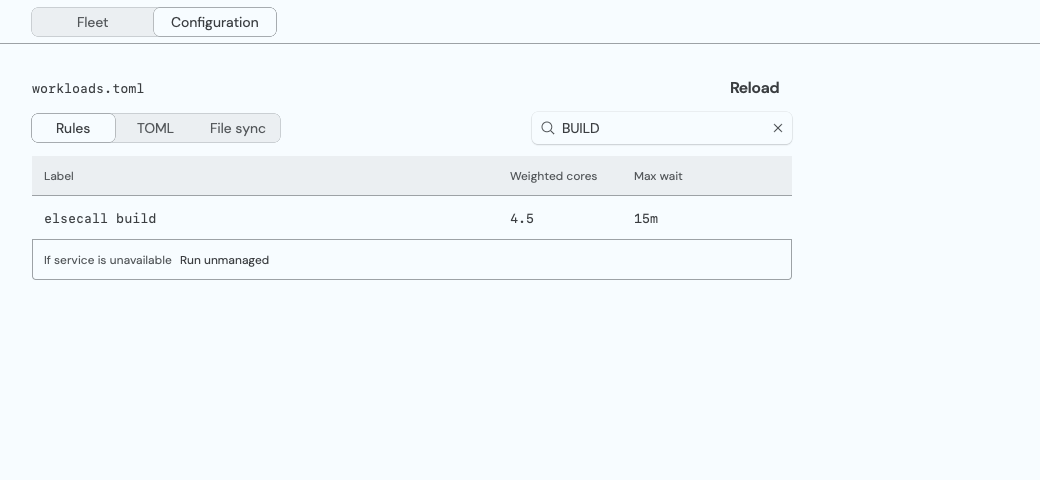 Fleet Configuration
workloads.toml Reload
Rules TOML File sync BUILD
Label Weighted cores Max wait
elsecall build 4.5 15m
If service is unavailable Run unmanaged